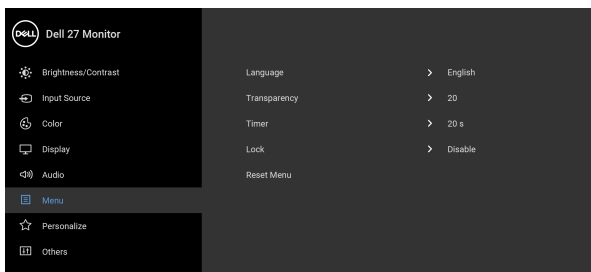 DELL Dell 27 Monitor
Brightness/Contrast
Language English
Input Source
Transparency 20
Color
Timer 20 s
Display
Lock Disable
Audio
Reset Menu
Menu
Personalize
Others